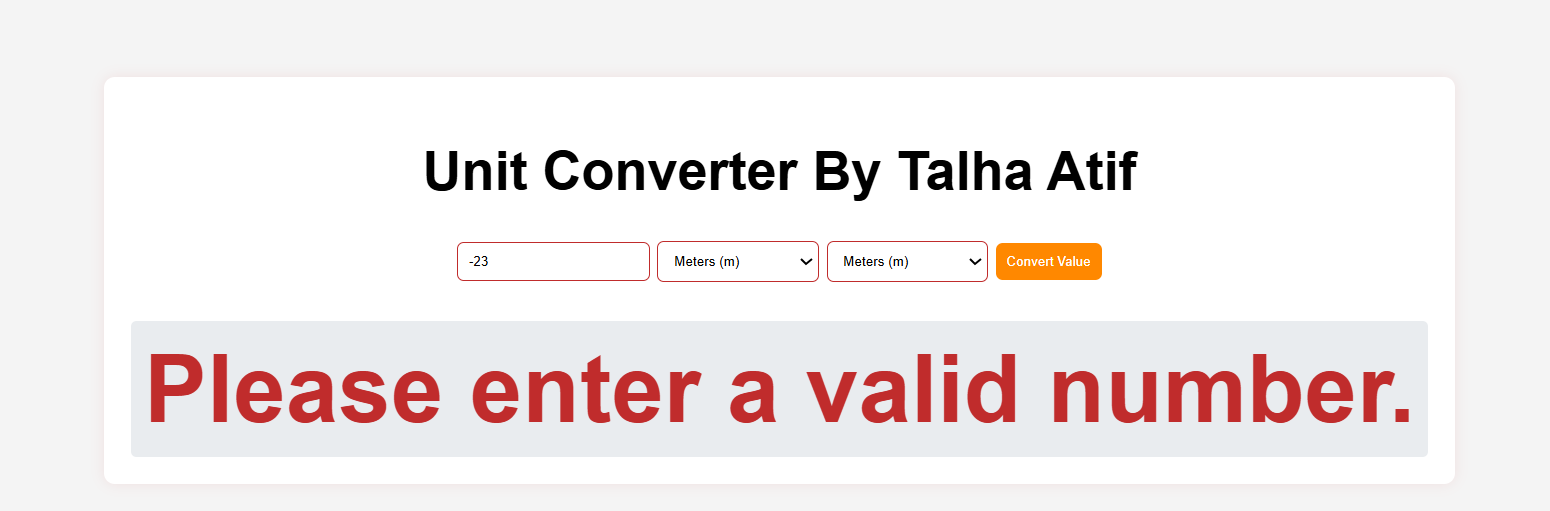 Unit Converter By Talha Atif
-23 Meters (m) Meters (m) Convert Value
Please enter a valid number.